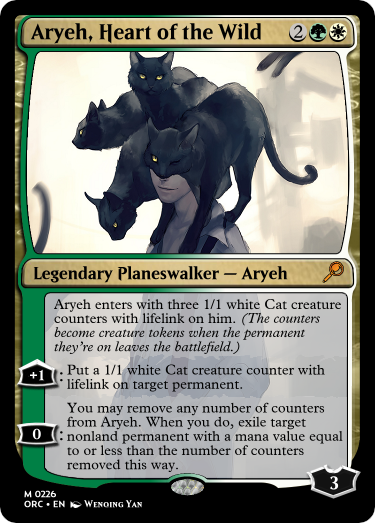 Aryeh, Heart of the Wild 2
Legendary Planeswalker — Aryeh
Aryeh enters with three 1/1 white Cat creature
counters with lifelink on him. (The counters
become creature tokens when the permanent
they're on leaves the battlefield.)
+1: Put a 1/1 white Cat creature counter with
lifelink on target permanent.
You may remove any number of counters
from Aryeh. When you do, exile target
0: nonland permanent with a mana value equal
to or less than the number of counters
removed this way.
3
M 0226
ORC • EN Wenqing Yan